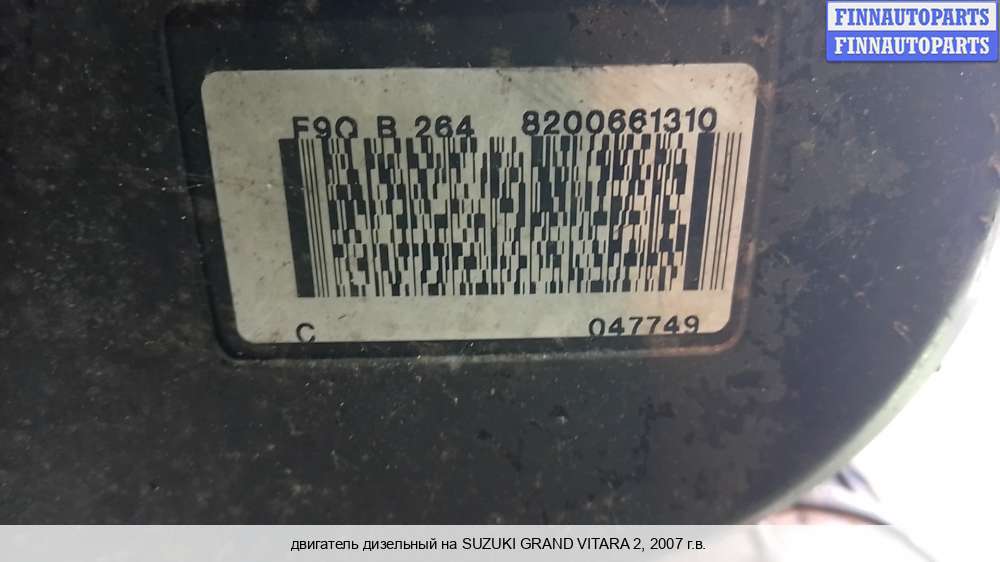 FINNAUTOPARTS
FINNAUTOPARTS
F9Q B 264 8200661310
C 047749
двигатель дизельный на SUZUKI GRAND VITARA 2, 2007 г.в.